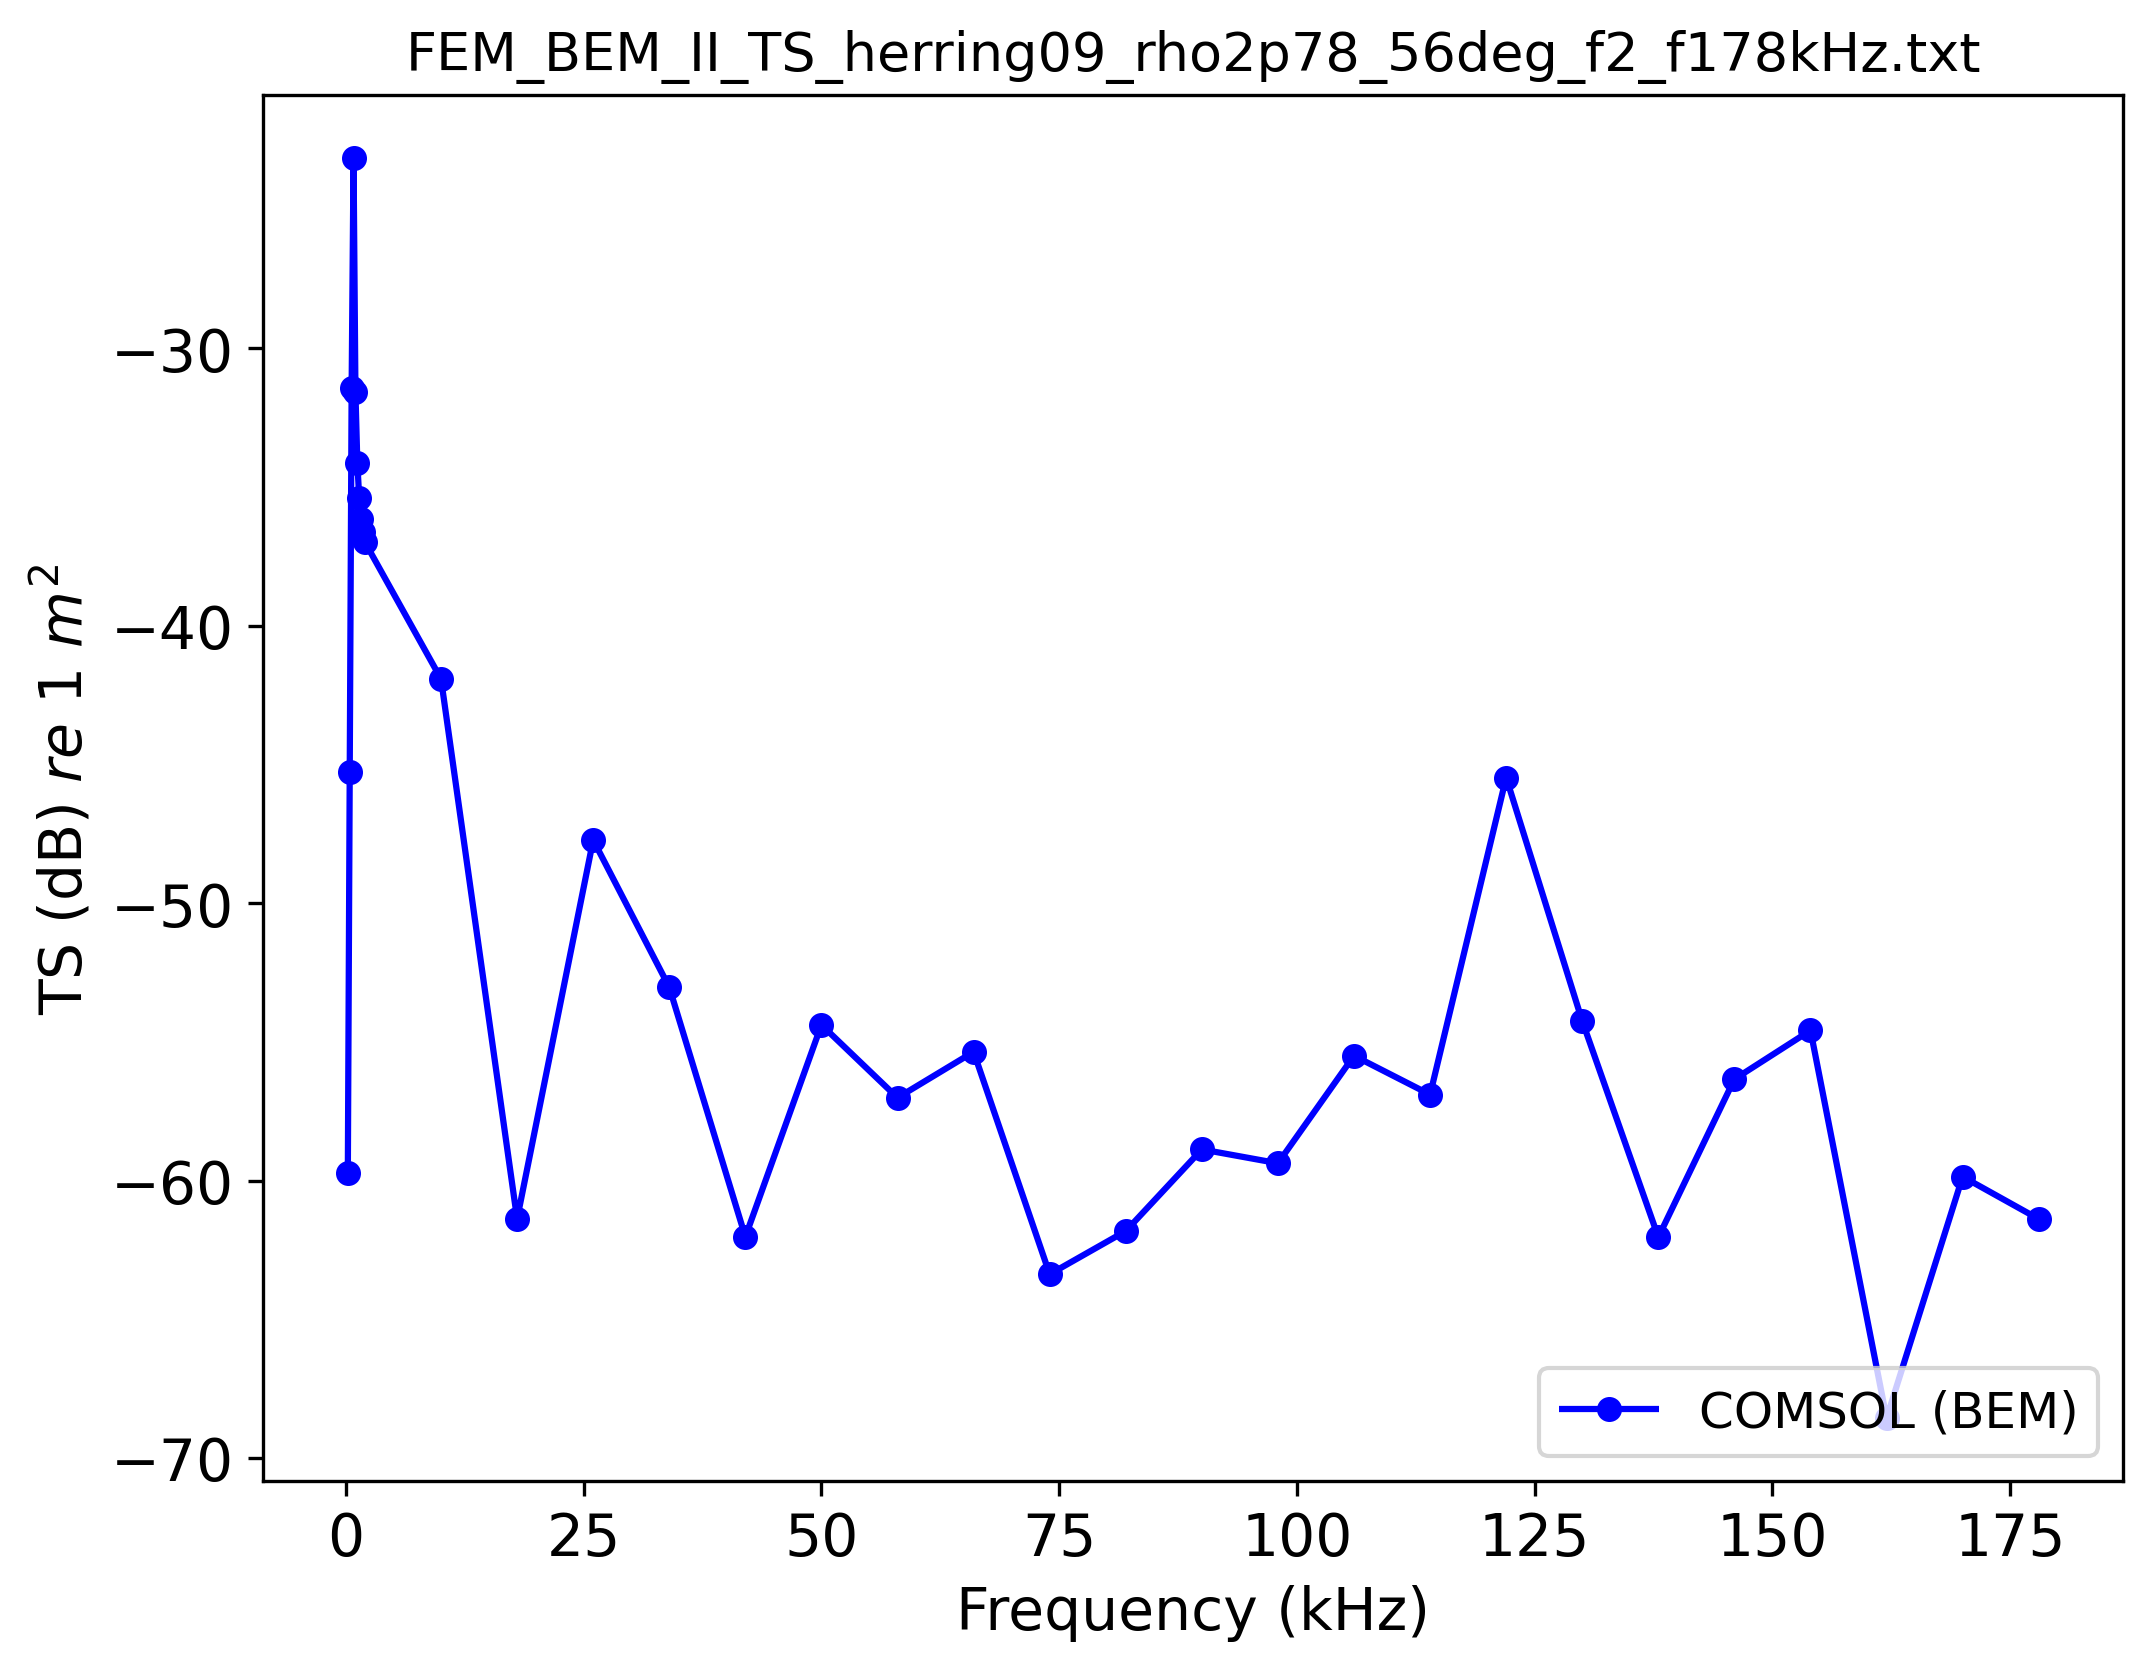 FEM_BEM_II_TS_herring09_rho2p78_56deg_f2_f178kHz.txt
TS (dB) re 1 m²
−30
−40
−50
−60
−70
COMSOL (BEM)
0 25 50 75 100 125 150 175
Frequency (kHz)